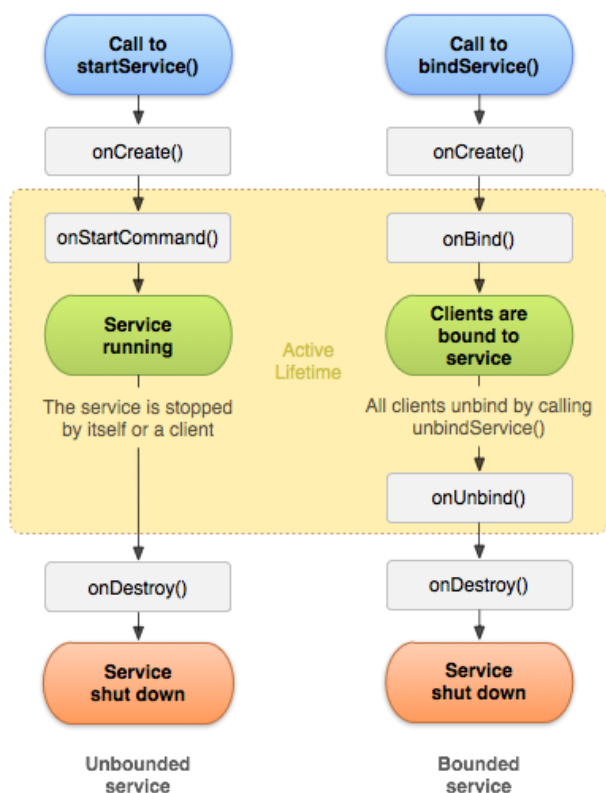 Call to
startService()
onCreate()
onStartCommand()
Service
running
The service is stopped
by itself or a client
onDestroy()
Service
shut down
Unbounded
service
Active
Lifetime
Call to
bindService()
onCreate()
onBind()
Clients are
bound to
service
All clients unbind by calling
unbindService()
onUnbind()
onDestroy()
Service
shut down
Bounded
service